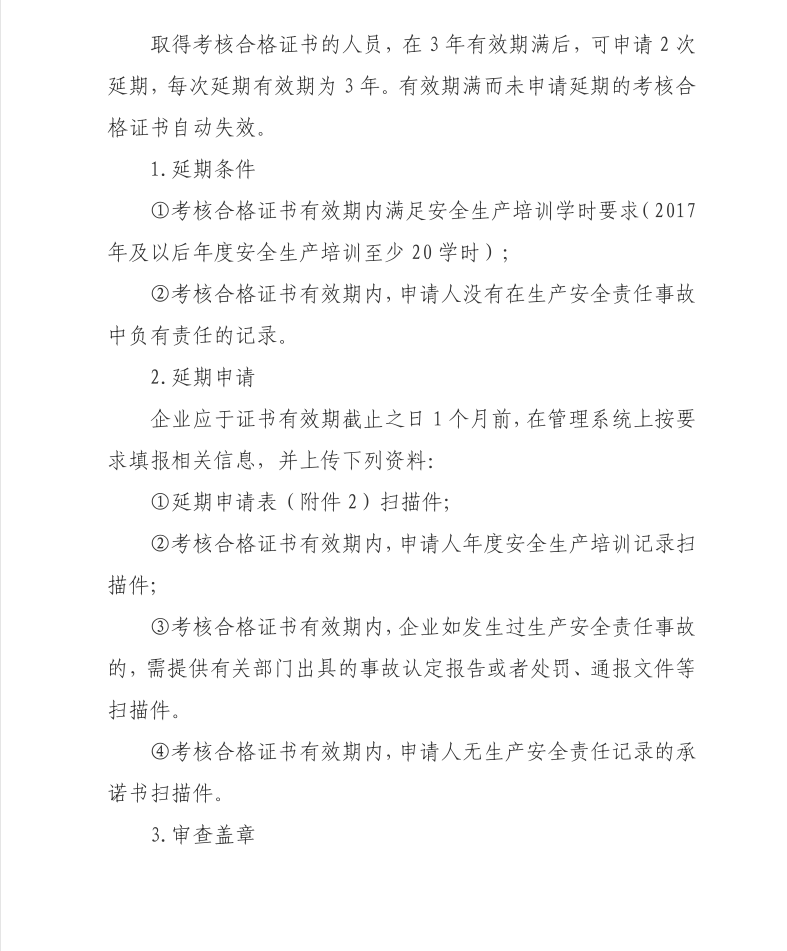 取得考核合格证书的人员，在 3 年有效期满后，可申请 2 次
延期，每次延期有效期为 3 年。有效期满而未申请延期的考核合
格证书自动失效。
1.延期条件
①考核合格证书有效期内满足安全生产培训学时要求（2017
年及以后年度安全生产培训至少 20 学时）；
②考核合格证书有效期内，申请人没有在生产安全责任事故
中负有责任的记录。
2.延期申请
企业应于证书有效期截止之日 1 个月前，在管理系统上按要
求填报相关信息，并上传下列资料：
①延期申请表（附件 2）扫描件；
②考核合格证书有效期内，申请人年度安全生产培训记录扫
描件；
③考核合格证书有效期内，企业如发生过生产安全责任事故
的，需提供有关部门出具的事故认定报告或者处罚、通报文件等
扫描件。
④考核合格证书有效期内，申请人无生产安全责任记录的承
诺书扫描件。
3.审查盖章